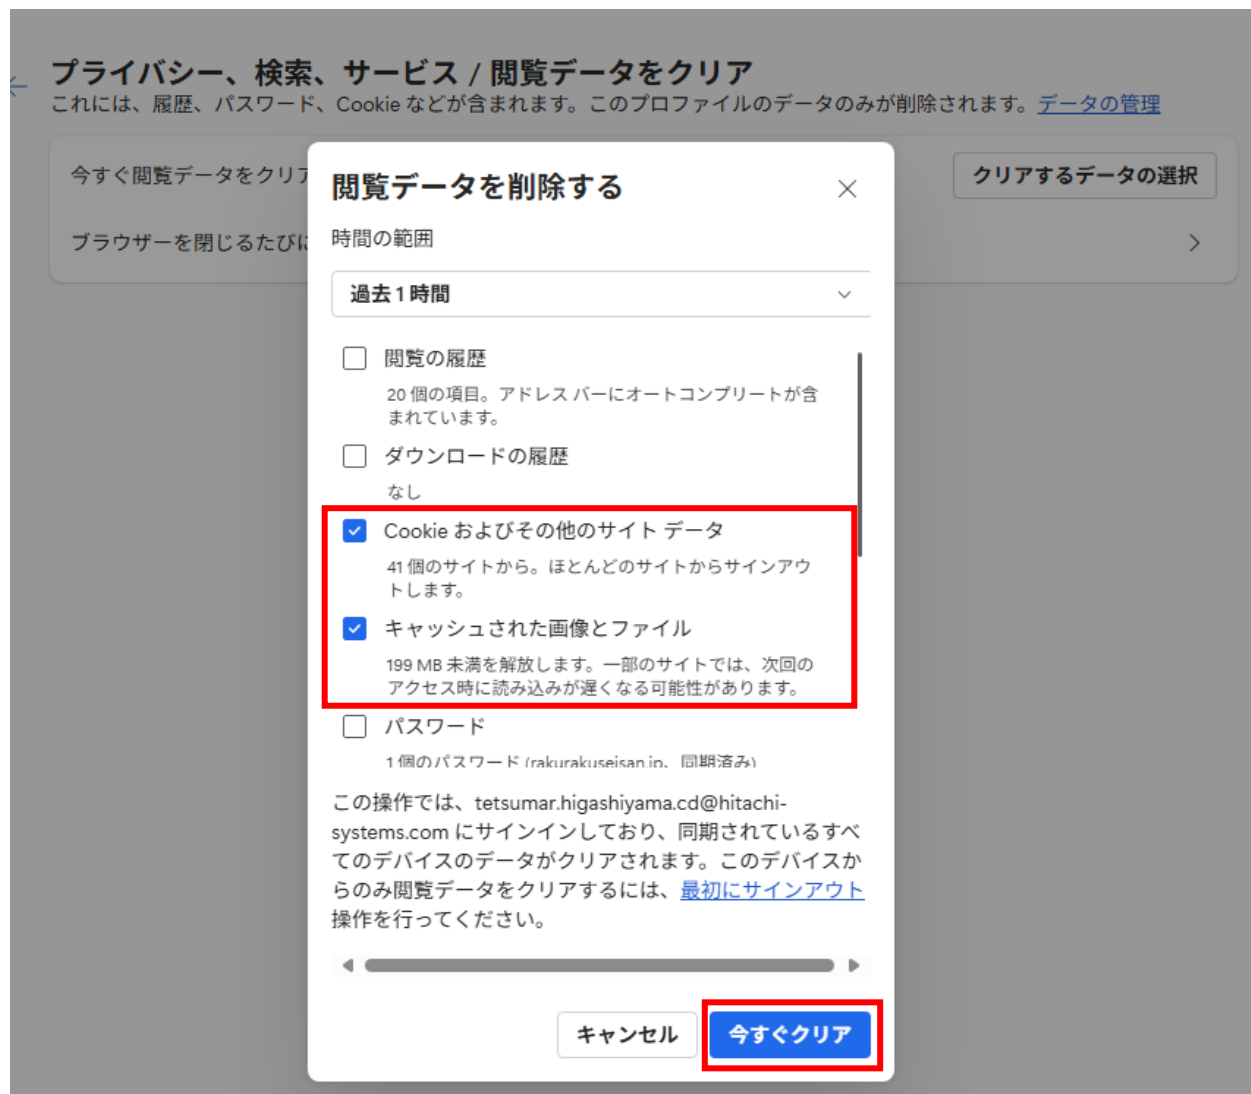 プライバシー、検索、サービス / 閲覧データをクリア
これには、履歴、パスワード、Cookie などが含まれます。このプロファイルのデータのみが削除されます。データの管理
今すぐ閲覧データをクリア
クリアするデータの選択
ブラウザーを閉じるたびに
閲覧データを削除する
時間の範囲
過去 1 時間
閲覧の履歴
20 個の項目。アドレス バーにオートコンプリートが含
まれています。
ダウンロードの履歴
なし
Cookie およびその他のサイト データ
41 個のサイトから。ほとんどのサイトからサインアウ
トします。
キャッシュされた画像とファイル
199 MB 未満を解放します。一部のサイトでは、次回の
アクセス時に読み込みが遅くなる可能性があります。
パスワード
1 個のパスワード (rakurakuseisan.jp、同期済み)
この操作では、tetsumar.higashiyama.cd@hitachi-
systems.com にサインインしており、同期されているすべ
てのデバイスのデータがクリアされます。このデバイスか
らのみ閲覧データをクリアするには、最初にサインアウト
操作を行ってください。
キャンセル
今すぐクリア